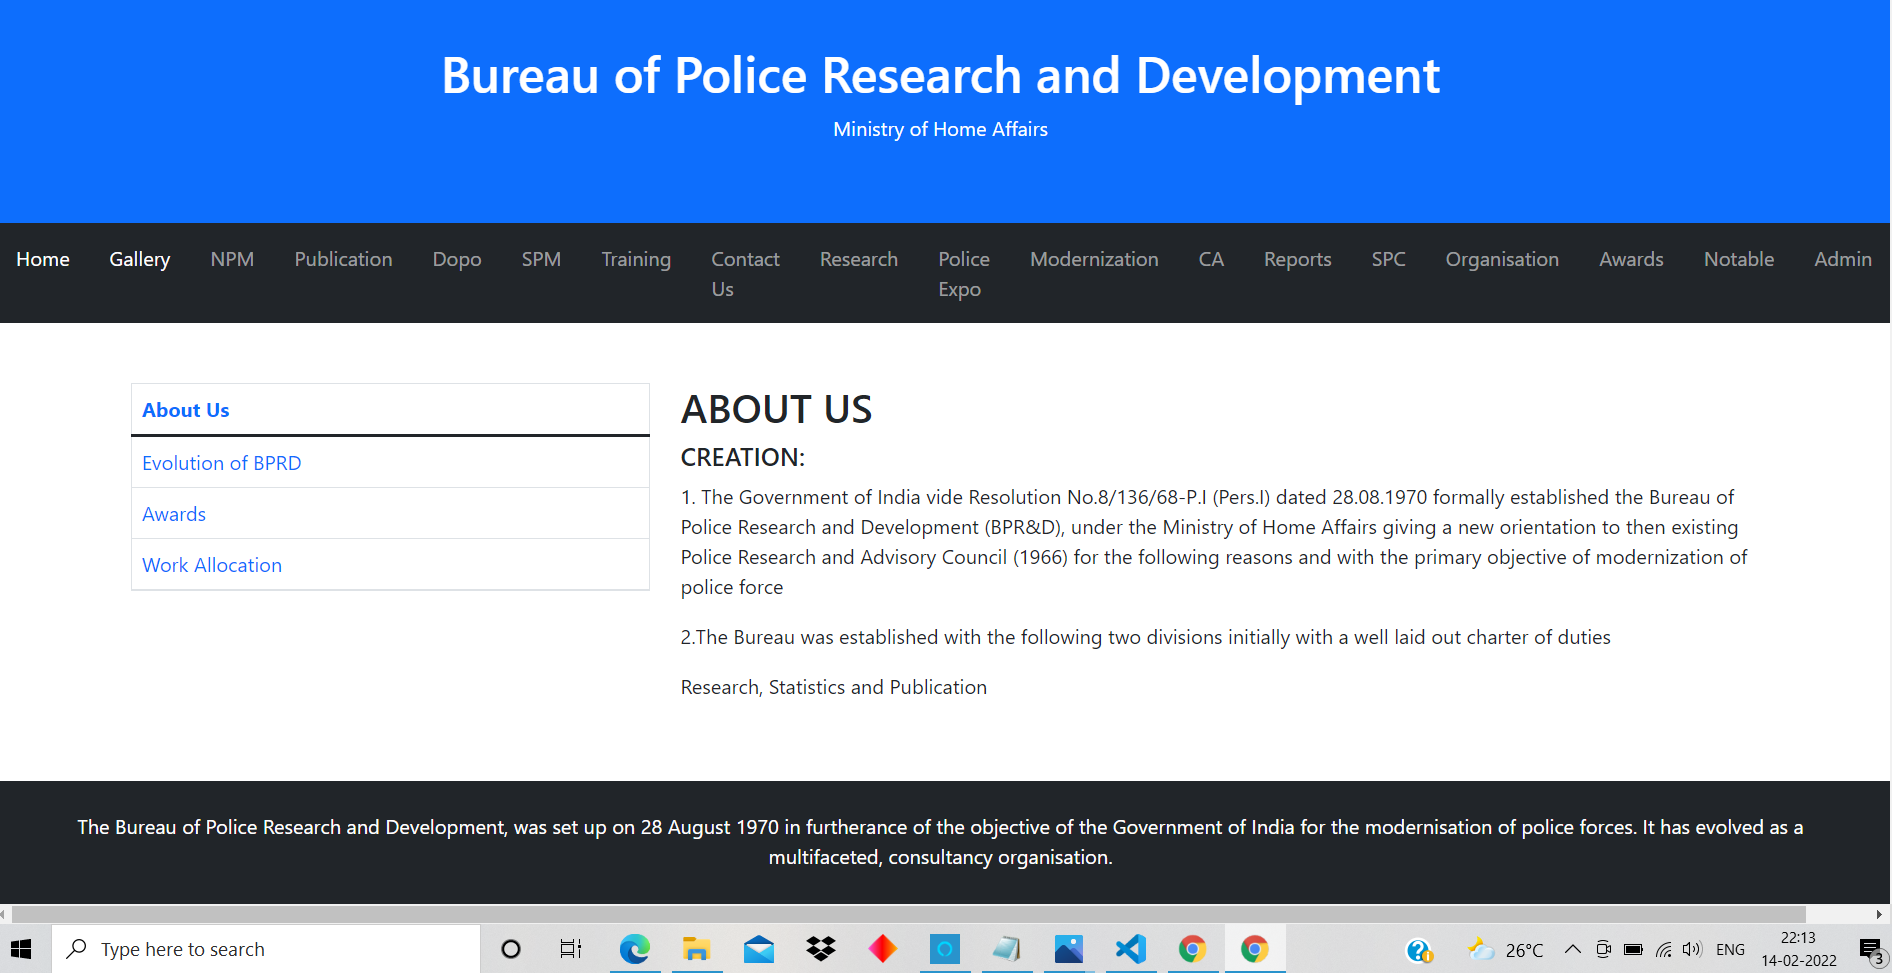 Bureau of Police Research and Development
Ministry of Home Affairs
Home Gallery NPM Publication Dopo SPM Training Contact Us Research Police Expo Modernization CA Reports SPC Organisation Awards Notable Admin
About Us
Evolution of BPRD
Awards
Work Allocation
ABOUT US
CREATION:
1. The Government of India vide Resolution No.8/136/68-P.I (Pers.I) dated 28.08.1970 formally established the Bureau of
Police Research and Development (BPR&D), under the Ministry of Home Affairs giving a new orientation to then existing
Police Research and Advisory Council (1966) for the following reasons and with the primary objective of modernization of
police force
2.The Bureau was established with the following two divisions initially with a well laid out charter of duties
Research, Statistics and Publication
The Bureau of Police Research and Development, was set up on 28 August 1970 in furtherance of the objective of the Government of India for the modernisation of police forces. It has evolved as a
multifaceted, consultancy organisation.
Type here to search
26°C
ENG
22:13
14-02-2022
3